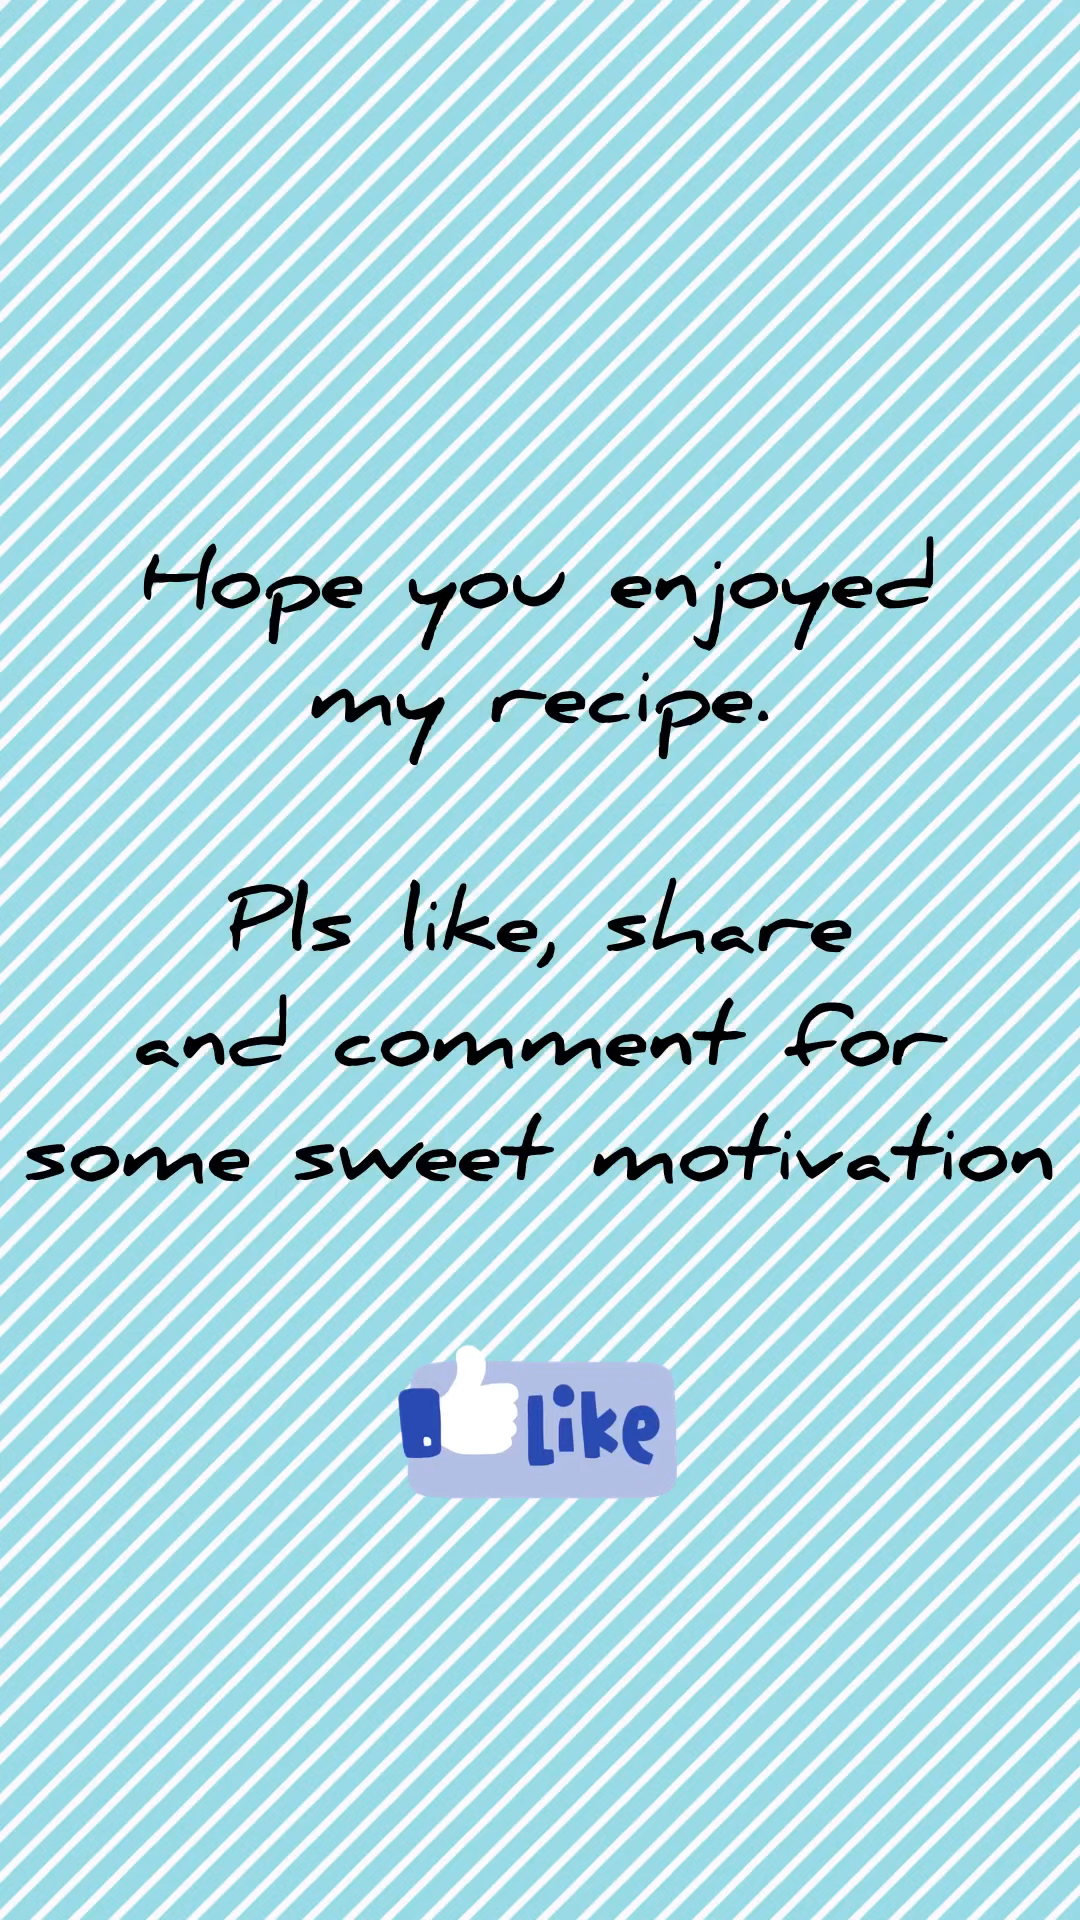 Hope you enjoyed
my recipe.
Pls like, share
and comment for
some sweet motivation
Like